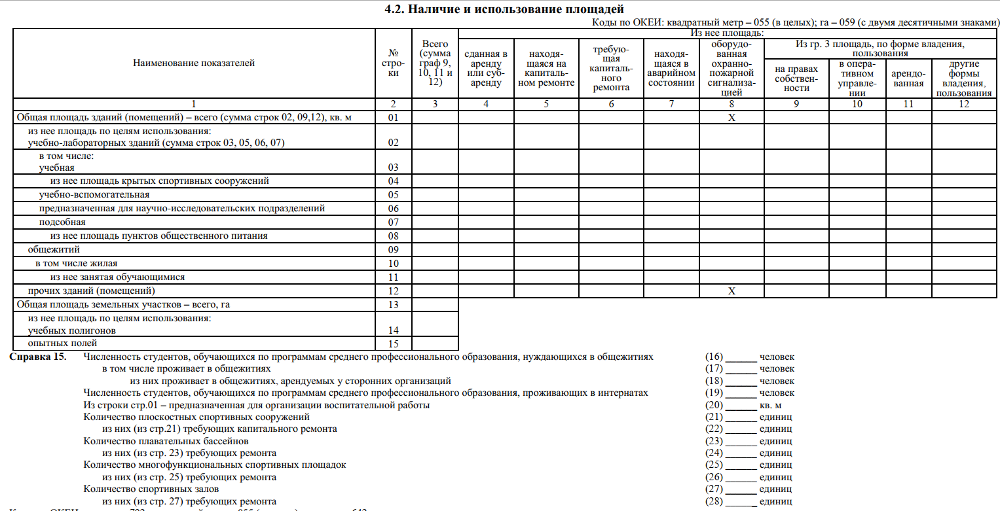 4.2. Наличие и использование площадей
Коды по ОКЕИ: квадратный метр – 055 (в целых); га – 059 (с двумя десятичными знаками)
Наименование показателей
№
стро-
ки
Всего
(сумма
граф 9,
10, 11 и
12)
Из нее площадь:
сданная в
аренду
или суб-
аренду
находя-
щаяся на
капиталь-
ном ремонте
требую-
щая
капиталь-
ного
ремонта
находя-
щаяся в
аварийном
состоянии
оборудо-
ванная
охранно-
пожарной
сигнализа-
цией
Из гр. 3 площадь, по форме владения,
пользования
на правах
собствен-
ности
в опера-
тивном
управле-
нии
арендо-
ванная
другие
формы
владения,
пользования
1 2 3 4 5 6 7 8 9 10 11 12
Общая площадь зданий (помещений) – всего (сумма строк 02, 09,12), кв. м 01 X
из нее площадь по целям использования:
учебно-лабораторных зданий (сумма строк 03, 05, 06, 07) 02
в том числе:
учебная 03
из нее площадь крытых спортивных сооружений 04
учебно-вспомогательная 05
предназначенная для научно-исследовательских подразделений 06
подсобная 07
из нее площадь пунктов общественного питания 08
общежитий 09
в том числе жилая 10
из нее занятая обучающимися 11
прочих зданий (помещений) 12 X
Общая площадь земельных участков – всего, га 13
из нее площадь по целям использования:
учебных полигонов 14
опытных полей 15
Справка 15. Численность студентов, обучающихся по программам среднего профессионального образования, нуждающихся в общежитиях (16) ______ человек
в том числе проживает в общежитиях (17) ______ человек
из них проживает в общежитиях, арендуемых у сторонних организаций (18) ______ человек
Численность студентов, обучающихся по программам среднего профессионального образования, проживающих в интернатах (19) ______ человек
Из строки стр.01 – предназначенная для организации воспитательной работы (20) ______ кв. м
Количество плоскостных спортивных сооружений (21) ______ единиц
из них (из стр.21) требующих капитального ремонта (22) ______ единиц
Количество плавательных бассейнов (23) ______ единиц
из них (из стр. 23) требующих ремонта (24) ______ единиц
Количество многофункциональных спортивных площадок (25) ______ единиц
из них (из стр. 25) требующих ремонта (26) ______ единиц
Количество спортивных залов (27) ______ единиц
из них (из стр. 27) требующих ремонта (28) ______ единиц